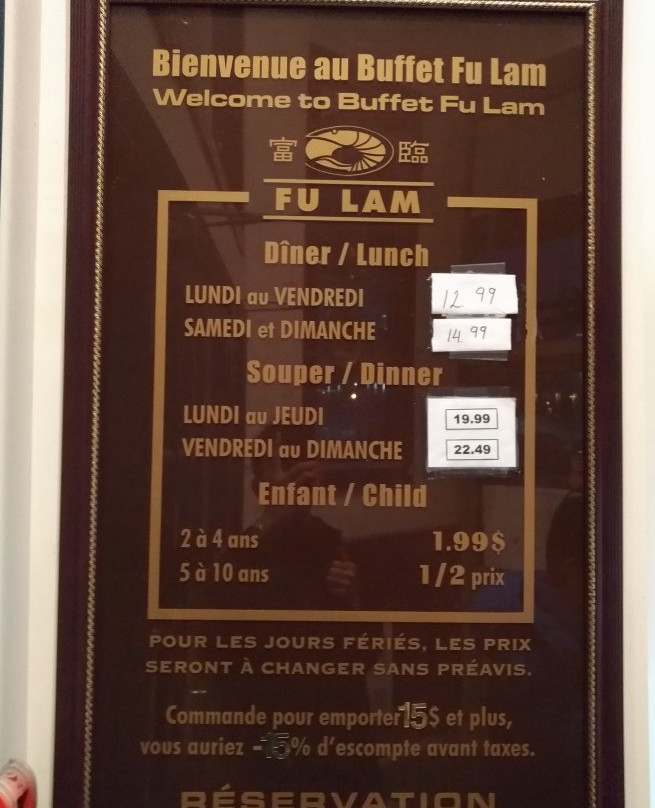 Bienvenue au Buffet Fu Lam
Welcome to Buffet Fu Lam
富 臨
FU LAM
Dîner / Lunch
LUNDI au VENDREDI 12.99
SAMEDI et DIMANCHE 14.99
Souper / Dinner
LUNDI au JEUDI 19.99
VENDREDI au DIMANCHE 22.49
Enfant / Child
2 à 4 ans 1.99$
5 à 10 ans 1/2 prix
POUR LES JOURS FÉRIÉS, LES PRIX
SERONT À CHANGER SANS PRÉAVIS.
Commande pour emporter 15$ et plus,
vous auriez -15% d'escompte avant taxes.
RÉSERVATION